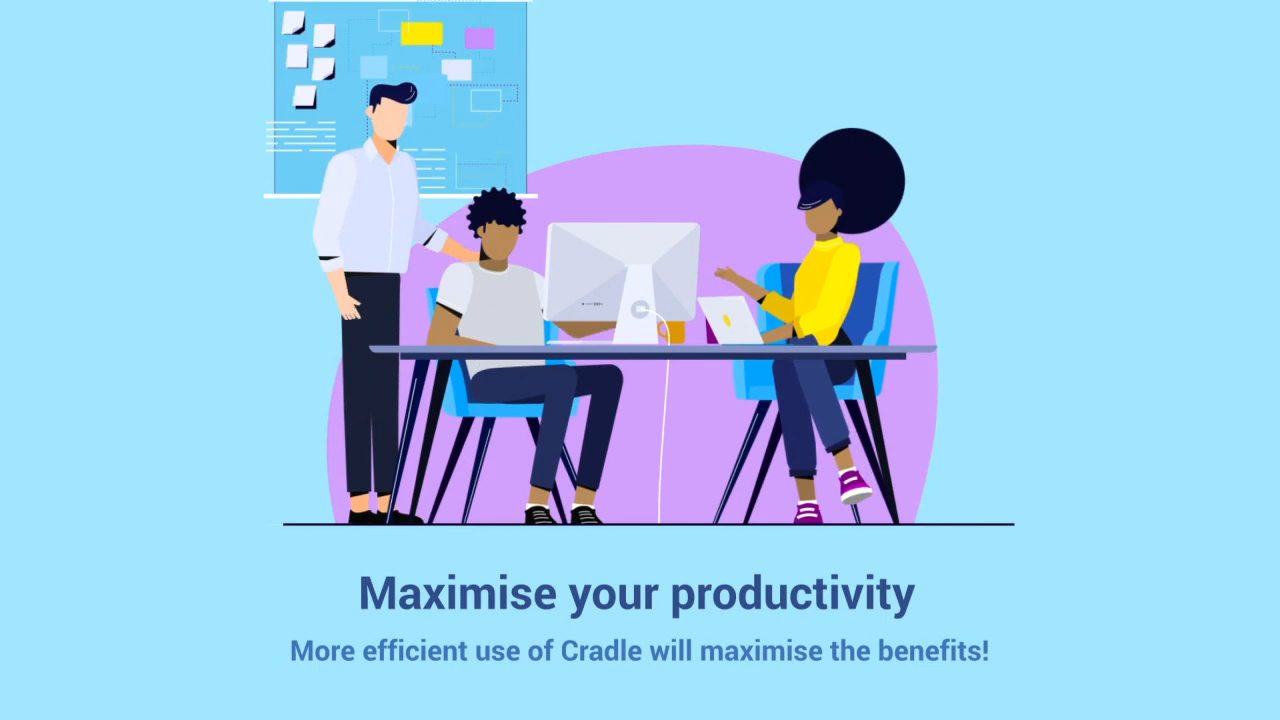 Maximise your productivity
More efficient use of Cradle will maximise the benefits!